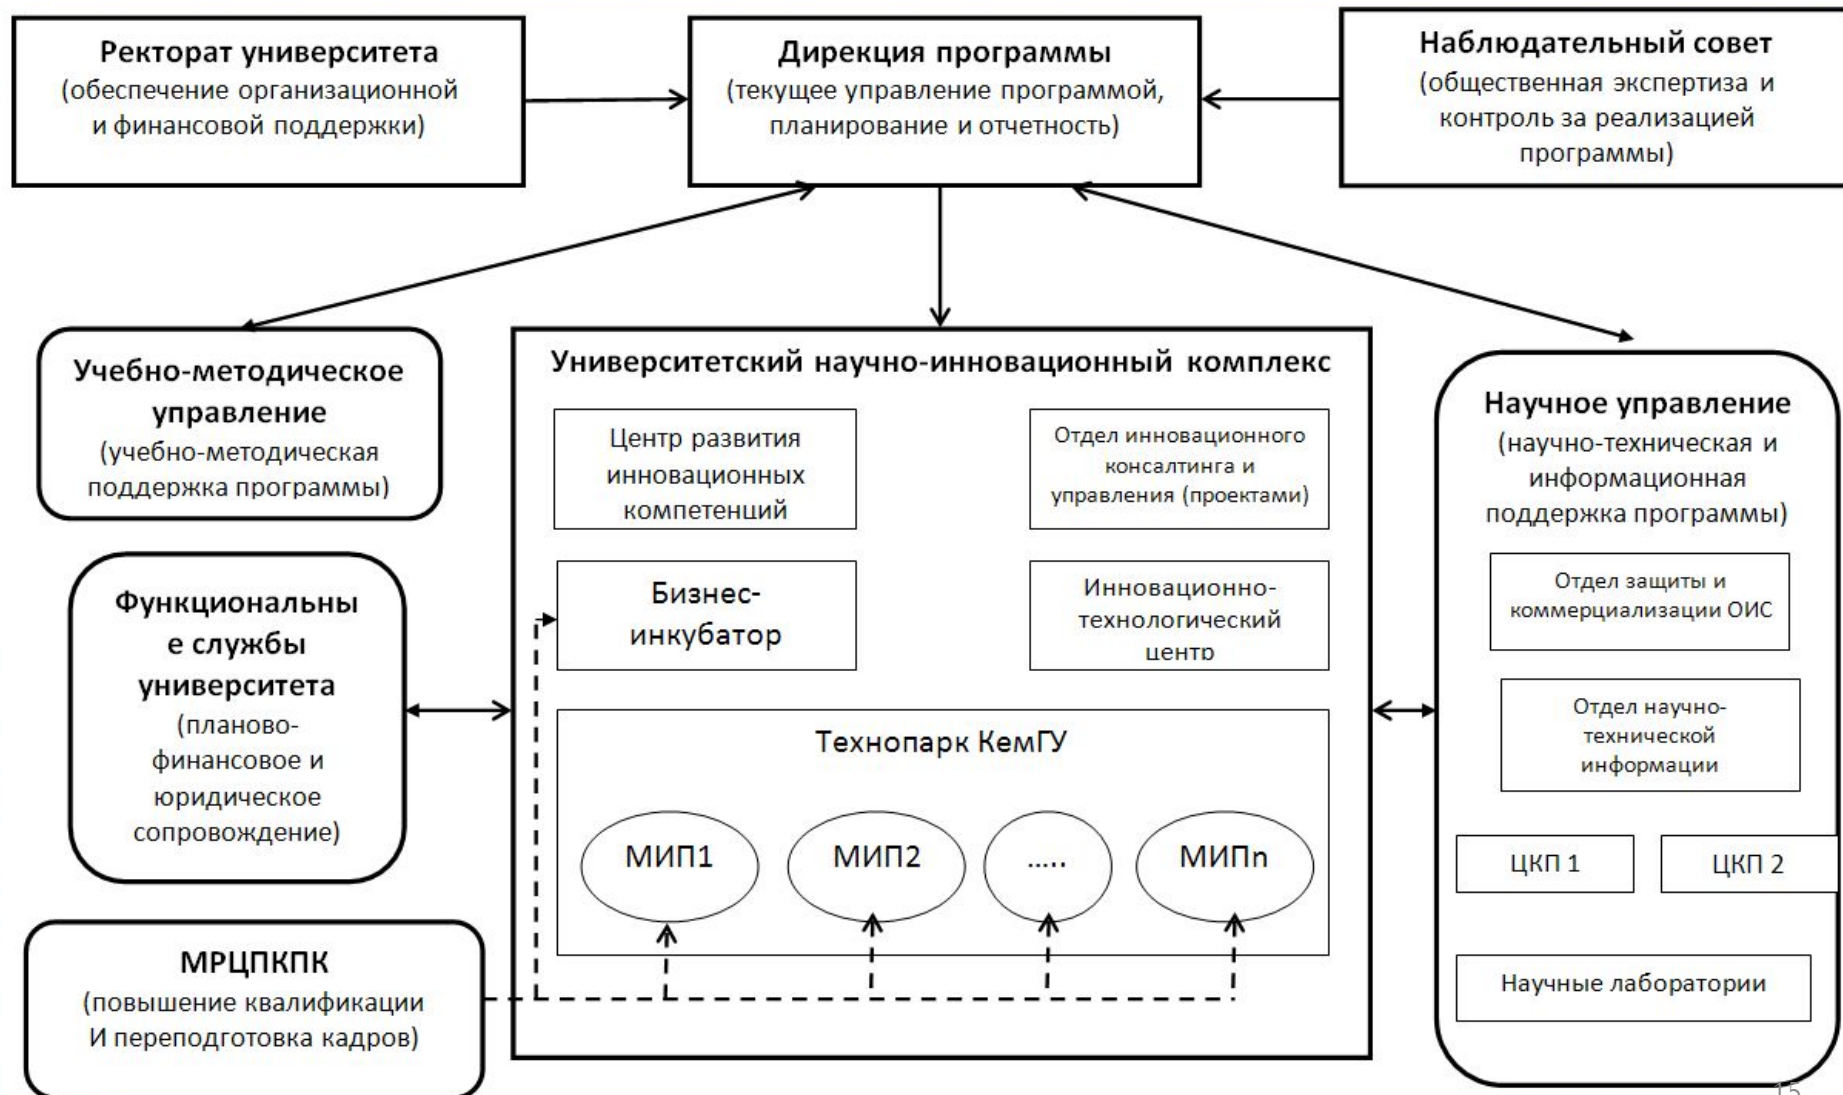 Ректорат университета
(обеспечение организационной
и финансовой поддержки)
Дирекция программы
(текущее управление программой,
планирование и отчетность)
Наблюдательный совет
(общественная экспертиза и
контроль за реализацией
программы)
Учебно-методическое
управление
(учебно-методическая
поддержка программы)
Функциональны
е службы
университета
(планово-
финансовое и
юридическое
сопровождение)
МРЦПКПК
(повышение квалификации
И переподготовка кадров)
Университетский научно-инновационный комплекс
Центр развития
инновационных
компетенций
Отдел инновационного
консалтинга и
управления (проектами)
Бизнес-
инкубатор
Инновационно-
технологический
центр
Технопарк КемГУ
МИП1
МИП2
.....
МИПn
Научное управление
(научно-техническая и
информационная
поддержка программы)
Отдел защиты и
коммерциализации ОИС
Отдел научно-
технической
информации
ЦКП 1
ЦКП 2
Научные лаборатории
15